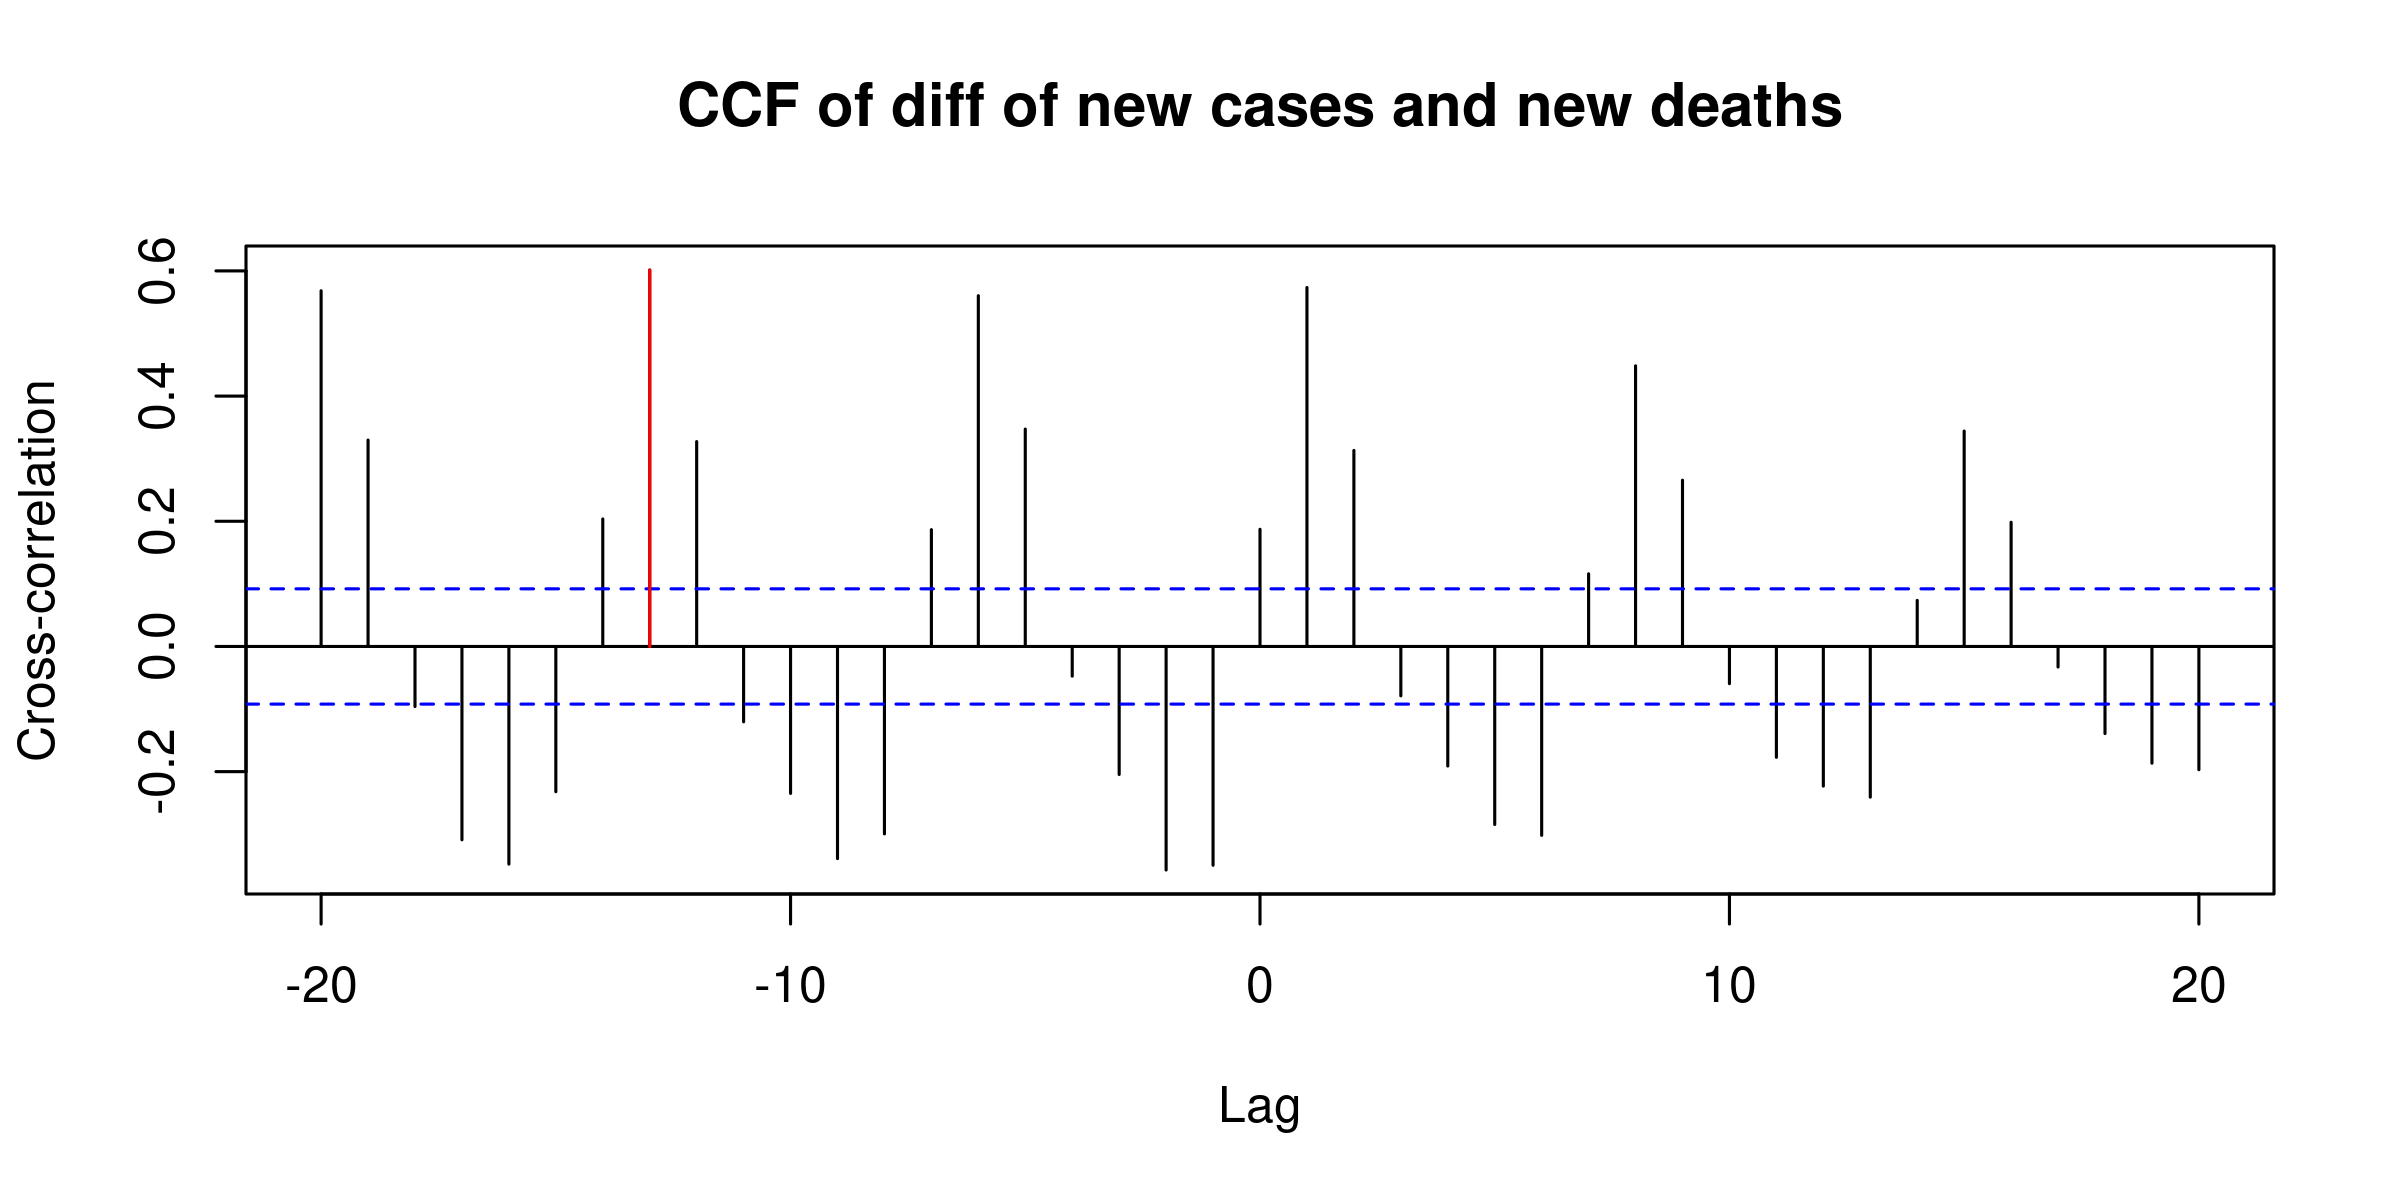 CCF of diff of new cases and new deaths
Cross-correlation
0.6
0.4
0.2
0.0
-0.2
-20 -10 0 10 20
Lag